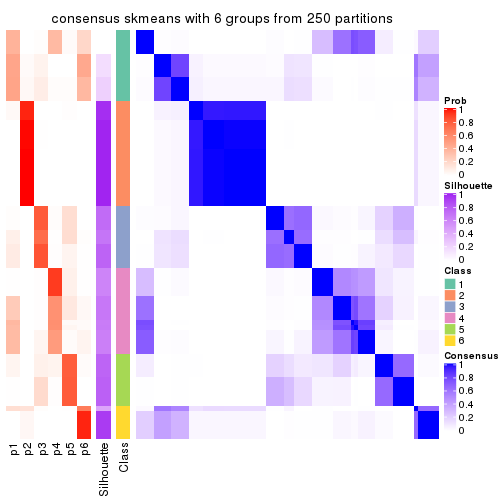 consensus skmeans with 6 groups from 250 partitions
Prob
1
0.8
0.6
0.4
0.2
0
Silhouette
1
0.8
0.6
0.4
0.2
0
Class
1
2
3
4
5
6
Consensus
1
0.8
0.6
0.4
0.2
0
p1
p2
p3
p4
p5
p6
Silhouette
Class